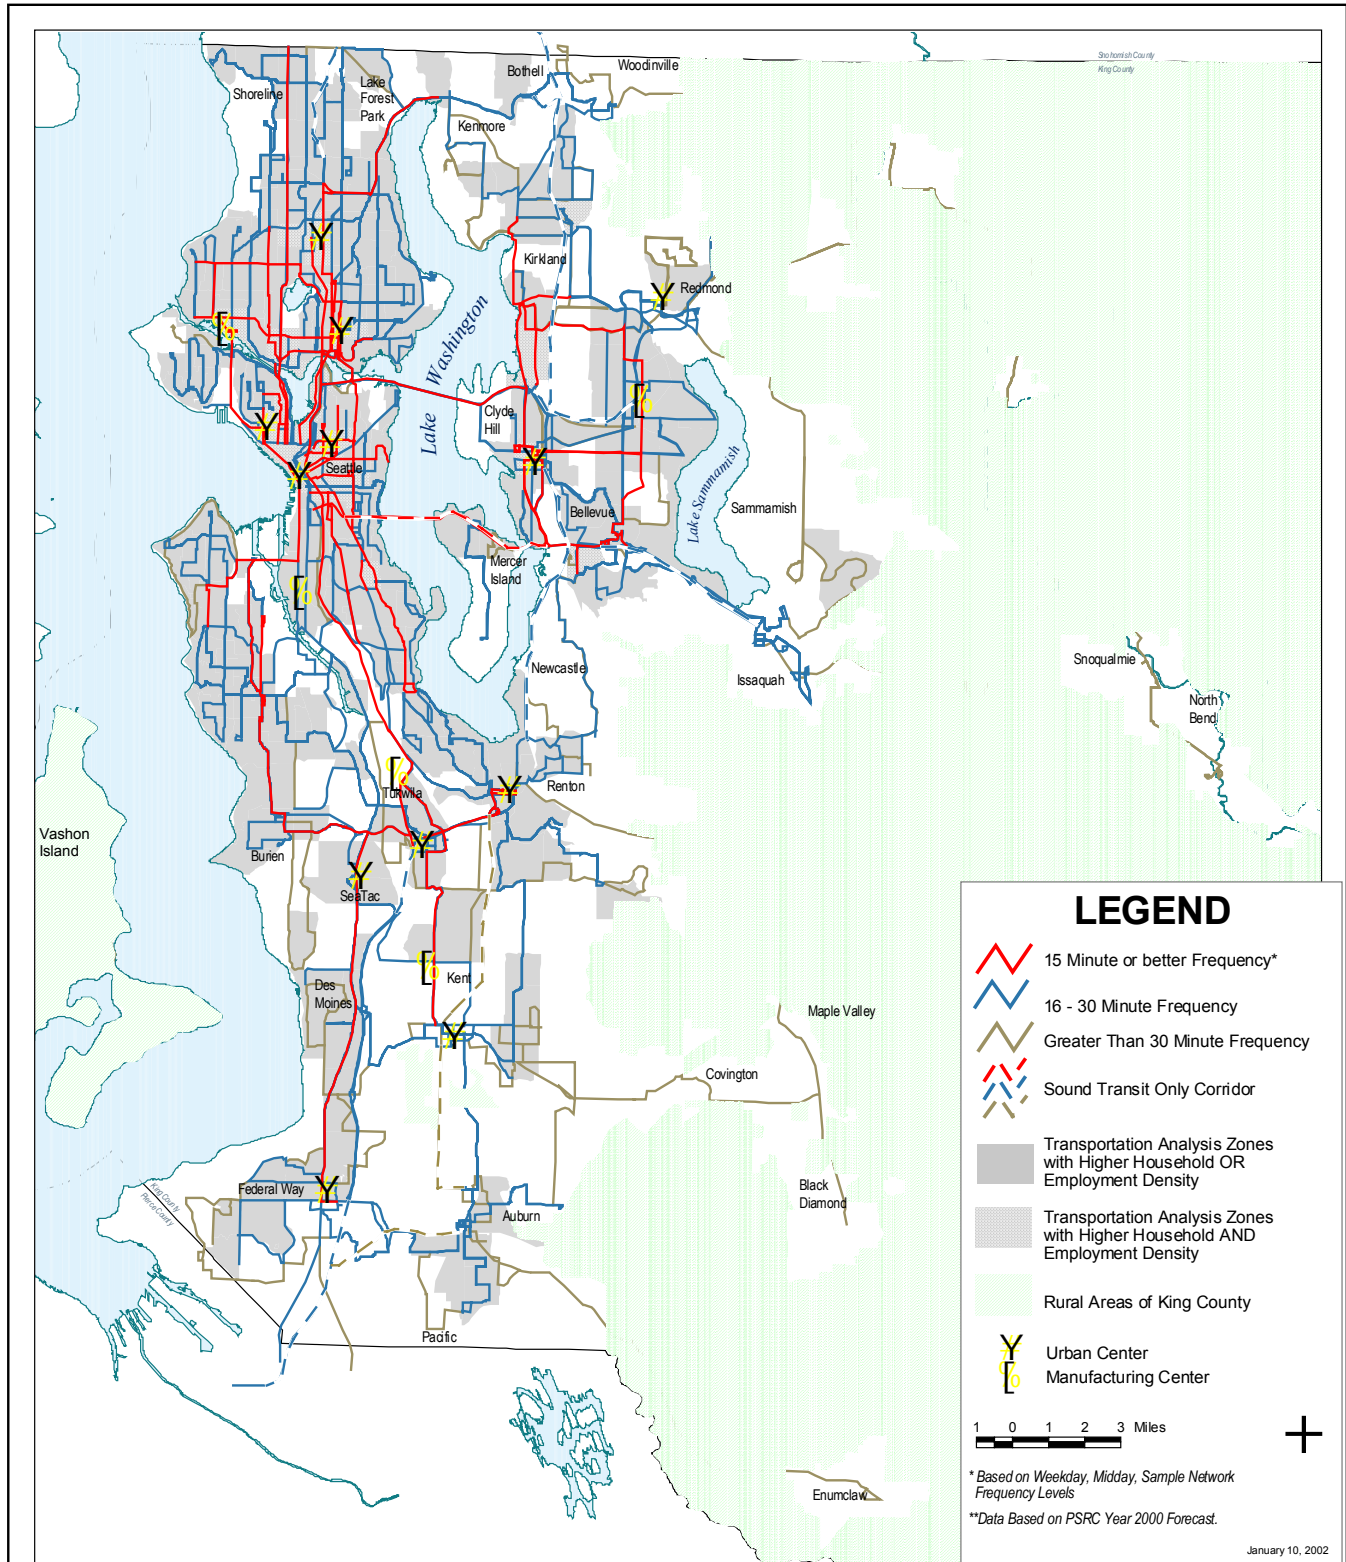 Snohomish County
King County
Shoreline
Lake
Forest
Park
Bothell
Woodinville
Kenmore
Kirkland
Redmond
Lake Washington
Clyde
Hill
Seattle
Bellevue
Lake Sammamish
Sammamish
Mercer
Island
Newcastle
Issaquah
Snoqualmie
North
Bend
Renton
Tukwila
Vashon
Island
Burien
SeaTac
Kent
Des
Moines
Maple Valley
Covington
Black
Diamond
King County
Pierce County
Federal Way
Auburn
Pacific
Enumclaw
LEGEND
15 Minute or better Frequency*
16 - 30 Minute Frequency
Greater Than 30 Minute Frequency
Sound Transit Only Corridor
Transportation Analysis Zones
with Higher Household OR
Employment Density
Transportation Analysis Zones
with Higher Household AND
Employment Density
Rural Areas of King County
Urban Center
Manufacturing Center
1 0 1 2 3 Miles
* Based on Weekday, Midday, Sample Network
Frequency Levels
**Data Based on PSRC Year 2000 Forecast.
January 10, 2002